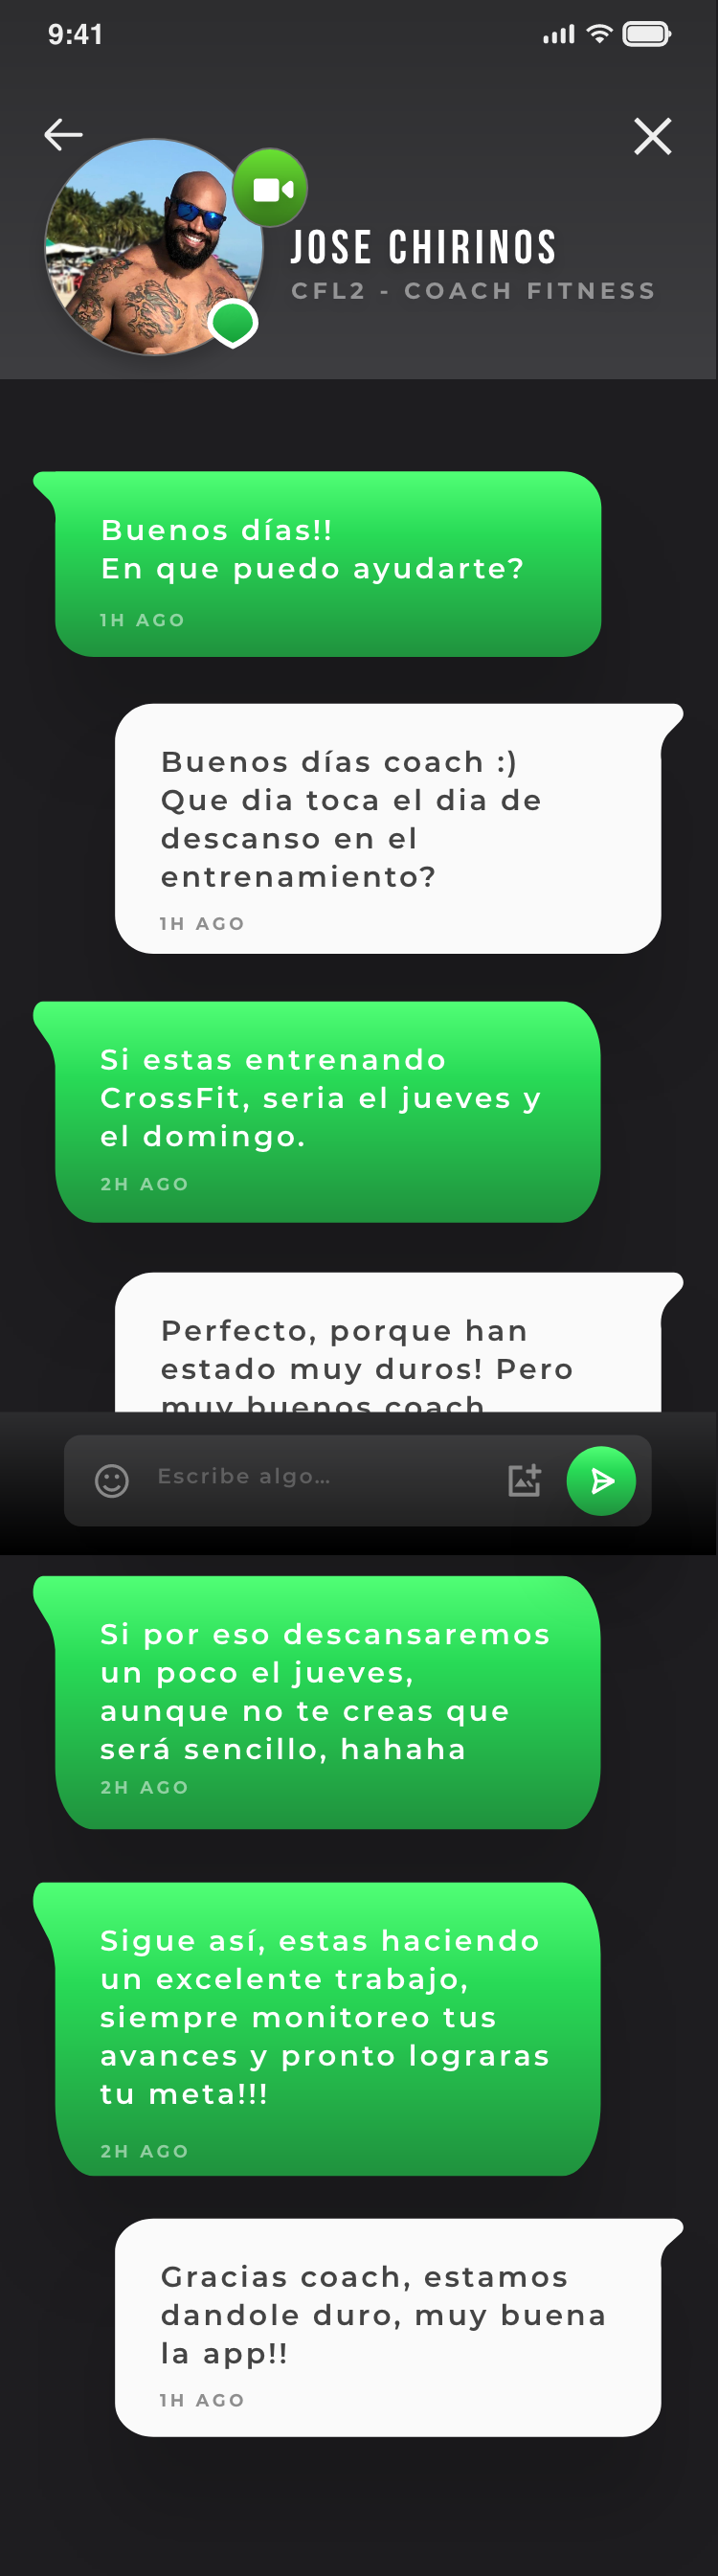 9:41
JOSE CHIRINOS
CFL2 - COACH FITNESS
Buenos días!!
En que puedo ayudarte?
1H AGO
Buenos días coach :)
Que dia toca el dia de
descanso en el
entrenamiento?
1H AGO
Si estas entrenando
CrossFit, seria el jueves y
el domingo.
2H AGO
Perfecto, porque han
estado muy duros! Pero
muy buenos coach
Escribe algo...
Si por eso descansaremos
un poco el jueves,
aunque no te creas que
será sencillo, hahaha
2H AGO
Sigue así, estas haciendo
un excelente trabajo,
siempre monitoreo tus
avances y pronto lograras
tu meta!!!
2H AGO
Gracias coach, estamos
dandole duro, muy buena
la app!!
1H AGO